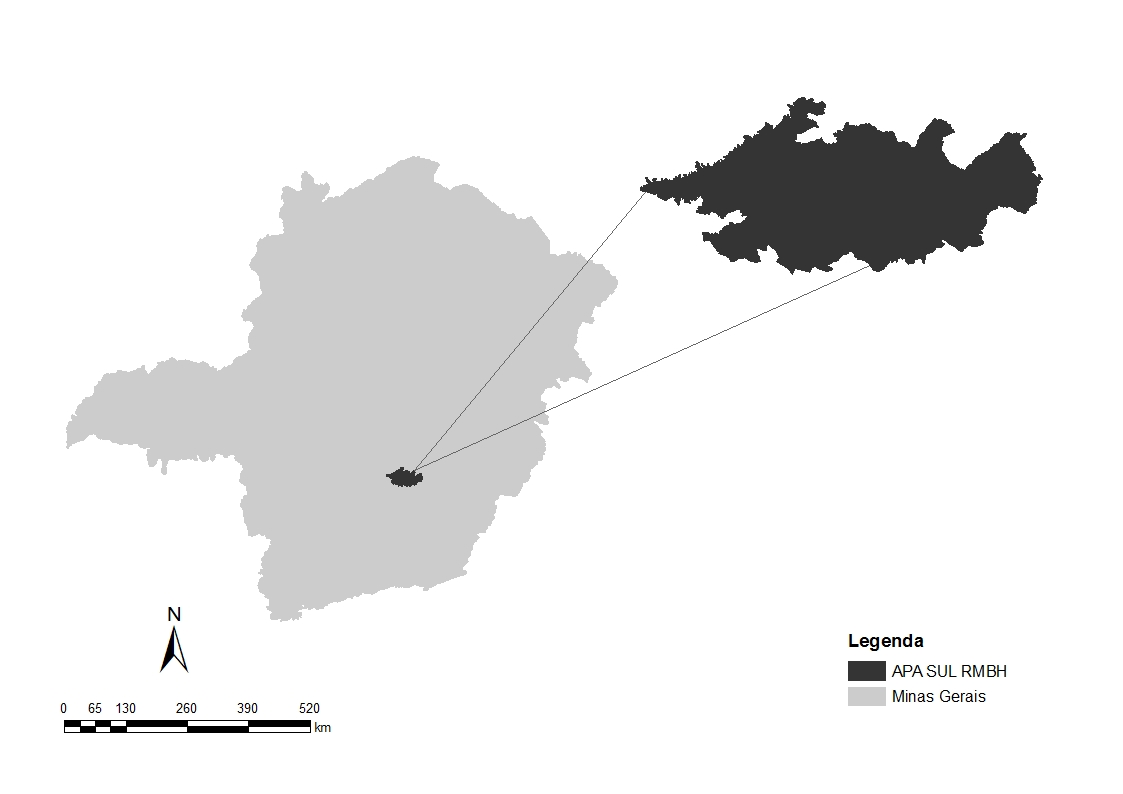 N
0 65 130 260 390 520
km
Legenda
APA SUL RMBH
Minas Gerais